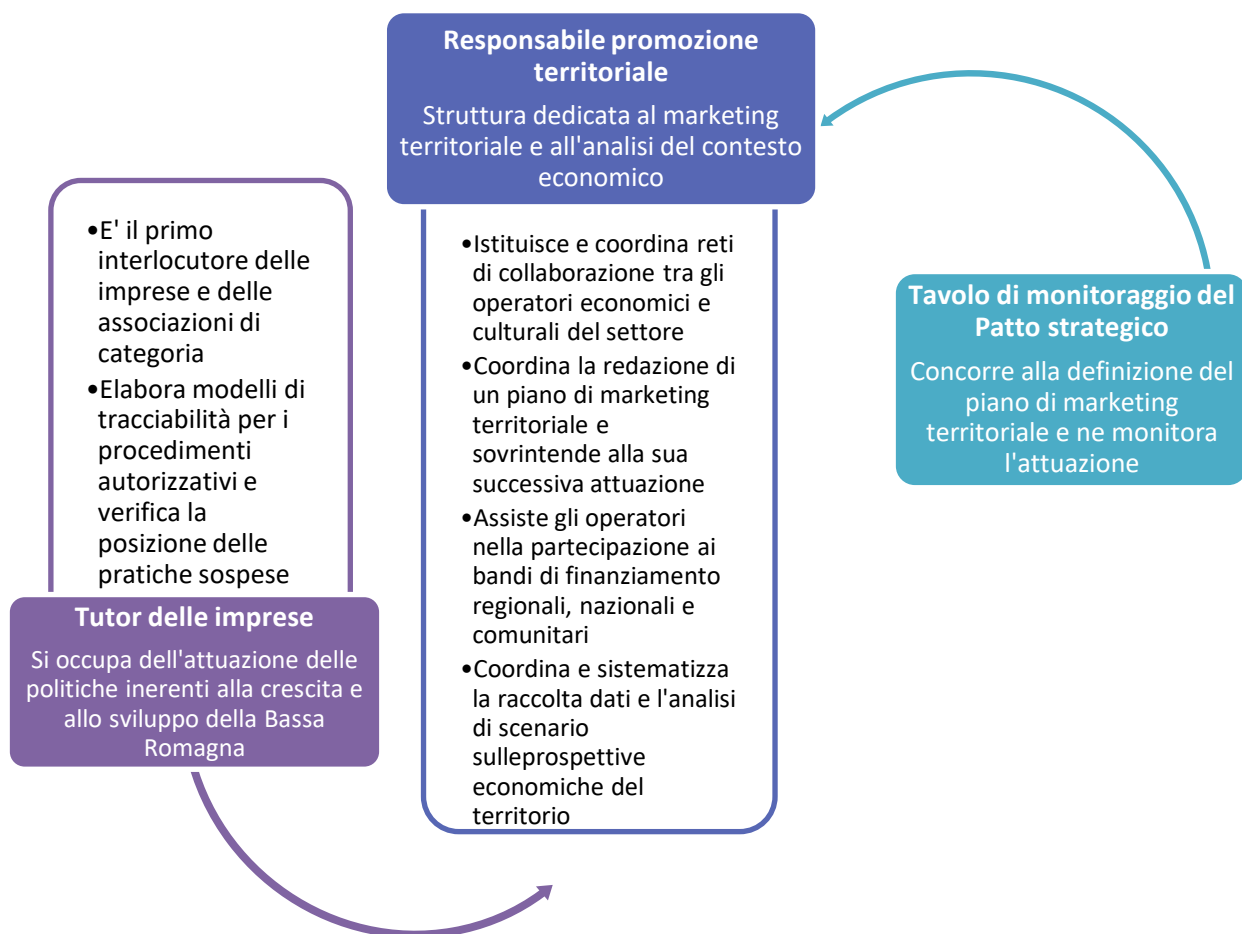 •E' il primo
interlocutore delle
imprese e delle
associazioni di
categoria
•Elabora modelli di
tracciabilità per i
procedimenti
autorizzativi e
verifica la
posizione delle
pratiche sospese
Tutor delle imprese
Si occupa dell'attuazione delle
politiche inerenti alla crescita e
allo sviluppo della Bassa
Romagna
Responsabile promozione
territoriale
Struttura dedicata al marketing
territoriale e all'analisi del contesto
economico
•Istituisce e coordina reti
di collaborazione tra gli
operatori economici e
culturali del settore
•Coordina la redazione di
un piano di marketing
territoriale e
sovrintende alla sua
successiva attuazione
•Assiste gli operatori
nella partecipazione ai
bandi di finanziamento
regionali, nazionali e
comunitari
•Coordina e sistematizza
la raccolta dati e l'analisi
di scenario
sulleprospettive
economiche del
territorio
Tavolo di monitoraggio del
Patto strategico
Concorre alla definizione del
piano di marketing
territoriale e ne monitora
l'attuazione